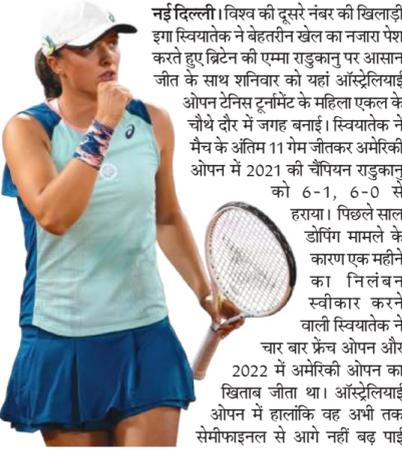 नई दिल्ली। विश्व की दूसरे नंबर की खिलाड़ी
इगा स्वियातेक ने बेहतरीन खेल का नजारा पेश
करते हुए ब्रिटेन की एम्मा राडुकानु पर आसान
जीत के साथ शनिवार को यहां ऑस्ट्रेलियाई
ओपन टेनिस टूर्नामेंट के महिला एकल के
चौथे दौर में जगह बनाई। स्वियातेक ने
मैच के अंतिम 11 गेम जीतकर अमेरिकी
ओपन में 2021 की चैंपियन राडुकानु
को 6-1, 6-0 से
हराया। पिछले साल
डोपिंग मामले के
कारण एक महीने
का निलंबन
स्वीकार करने
वाली स्वियातेक ने
चार बार फ्रेंच ओपन और
2022 में अमेरिकी ओपन का
खिताब जीता था। ऑस्ट्रेलियाई
ओपन में हालांकि वह अभी तक
सेमीफाइनल से आगे नहीं बढ़ पाई